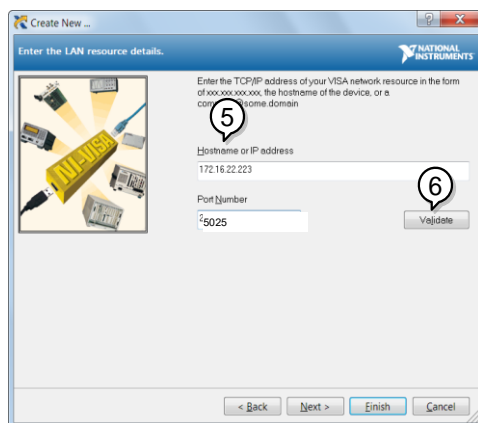 Create New ...
Enter the LAN resource details.
NATIONAL
INSTRUMENTS
NI-VISA
Enter the TCP/IP address of your VISA network resource in the form
of xxx.xxx.xxx.xxx, the hostname of the device, or a
some.domain
5
Hostname or IP address
172.16.22.223
6
Port Number
5025
Validate
< Back
Next >
Finish
Cancel